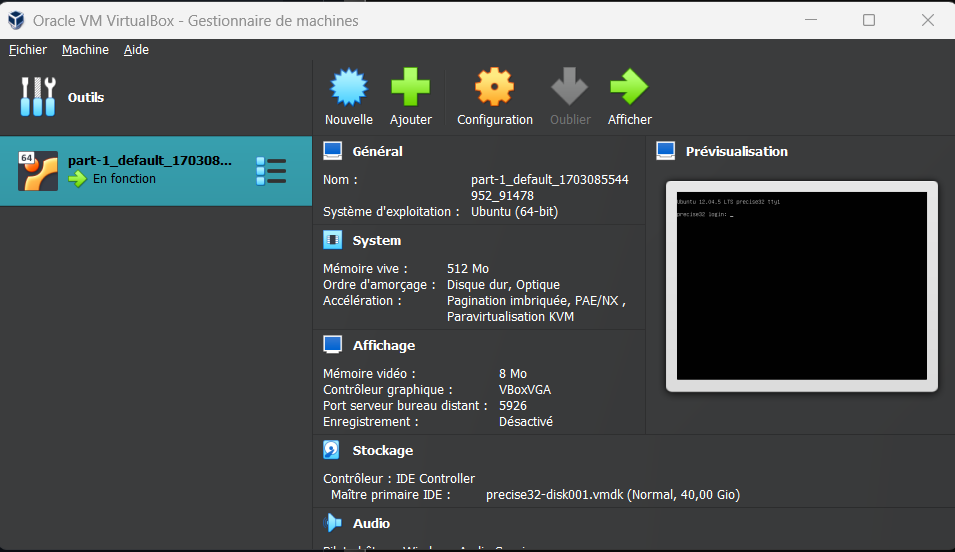 Oracle VM VirtualBox - Gestionnaire de machines
Fichier Machine Aide
Outils
Nouvelle Ajouter Configuration Oublier Afficher
64
part-1_default_170308...
En fonction
Général
Nom : part-1_default_1703085544
952_91478
Système d'exploitation : Ubuntu (64-bit)
System
Mémoire vive : 512 Mo
Ordre d'amorçage : Disque dur, Optique
Accélération : Pagination imbriquée, PAE/NX ,
Paravirtualisation KVM
Affichage
Mémoire vidéo : 8 Mo
Contrôleur graphique : VBoxVGA
Port serveur bureau distant : 5926
Enregistrement : Désactivé
Prévisualisation
Ubuntu 12.04.5 LTS precise32 tty1
precise32 login: _
Stockage
Contrôleur : IDE Controller
Maître primaire IDE : precise32-disk001.vmdk (Normal, 40,00 Gio)
Audio